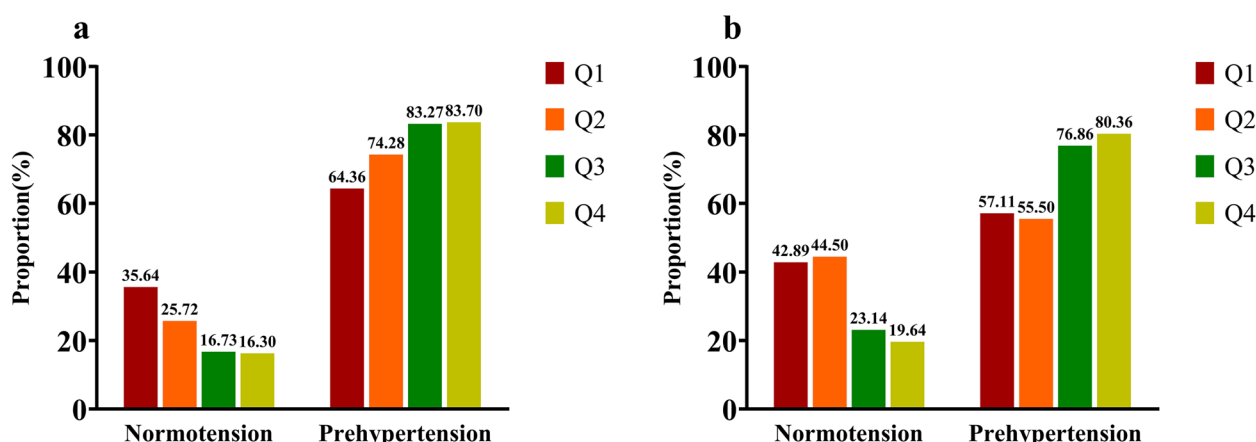 a
Proportion(%)
100
80
60
40
20
0
35.64
25.72
16.73
16.30
64.36
74.28
83.27
83.70
Normotension
Prehypertension
Q1
Q2
Q3
Q4
b
Proportion(%)
100
80
60
40
20
0
42.89
44.50
23.14
19.64
57.11
55.50
76.86
80.36
Normotension
Prehypertension
Q1
Q2
Q3
Q4